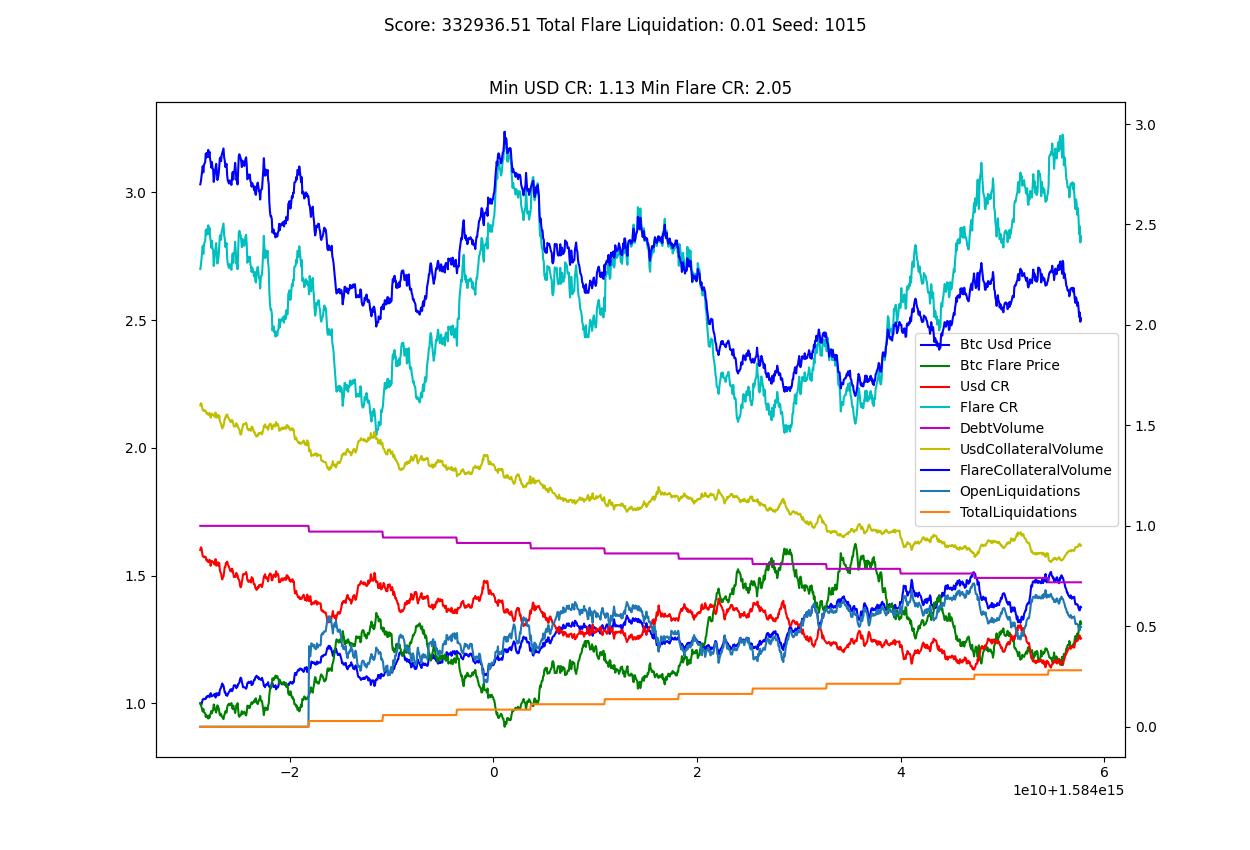 Score: 332936.51 Total Flare Liquidation: 0.01 Seed: 1015
Min USD CR: 1.13 Min Flare CR: 2.05
3.0
3.0
2.5
2.5
2.0
Btc Usd Price
Btc Flare Price
Usd CR
Flare CR
DebtVolume
UsdCollateralVolume
FlareCollateralVolume
OpenLiquidations
TotalLiquidations
2.0
1.5
1.5
1.0
1.0
0.5
0.0
−2
0
2
4
6
1e10+1.584e15